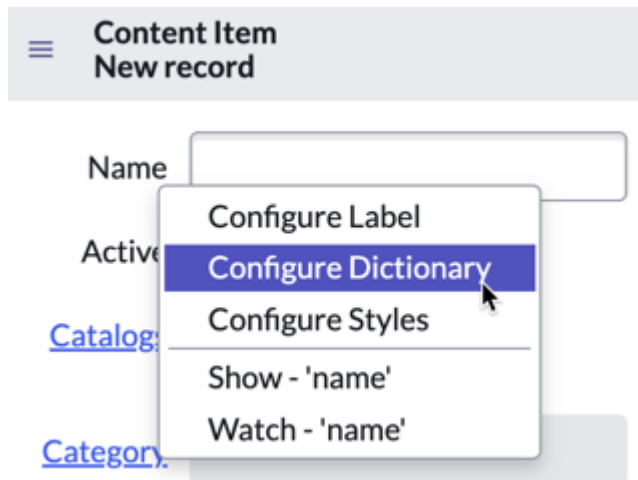 Content Item
New record
Name
Configure Label
Active
Configure Dictionary
Configure Styles
Catalogs
Show - 'name'
Watch - 'name'
Category